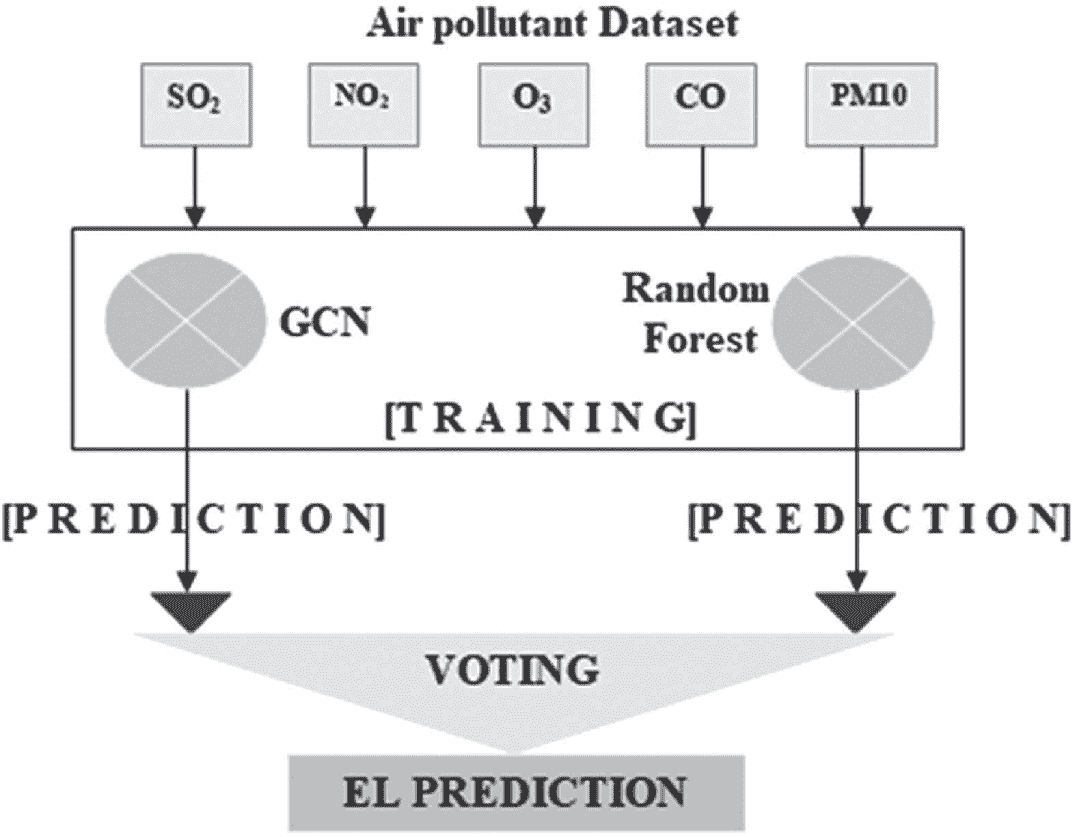 Air pollutant Dataset
SO₂ NO₂ O₃ CO PM10
GCN
Random
Forest
[T R A I N I N G]
[P R E D I C T I O N] [P R E D I C T I O N]
VOTING
EL PREDICTION